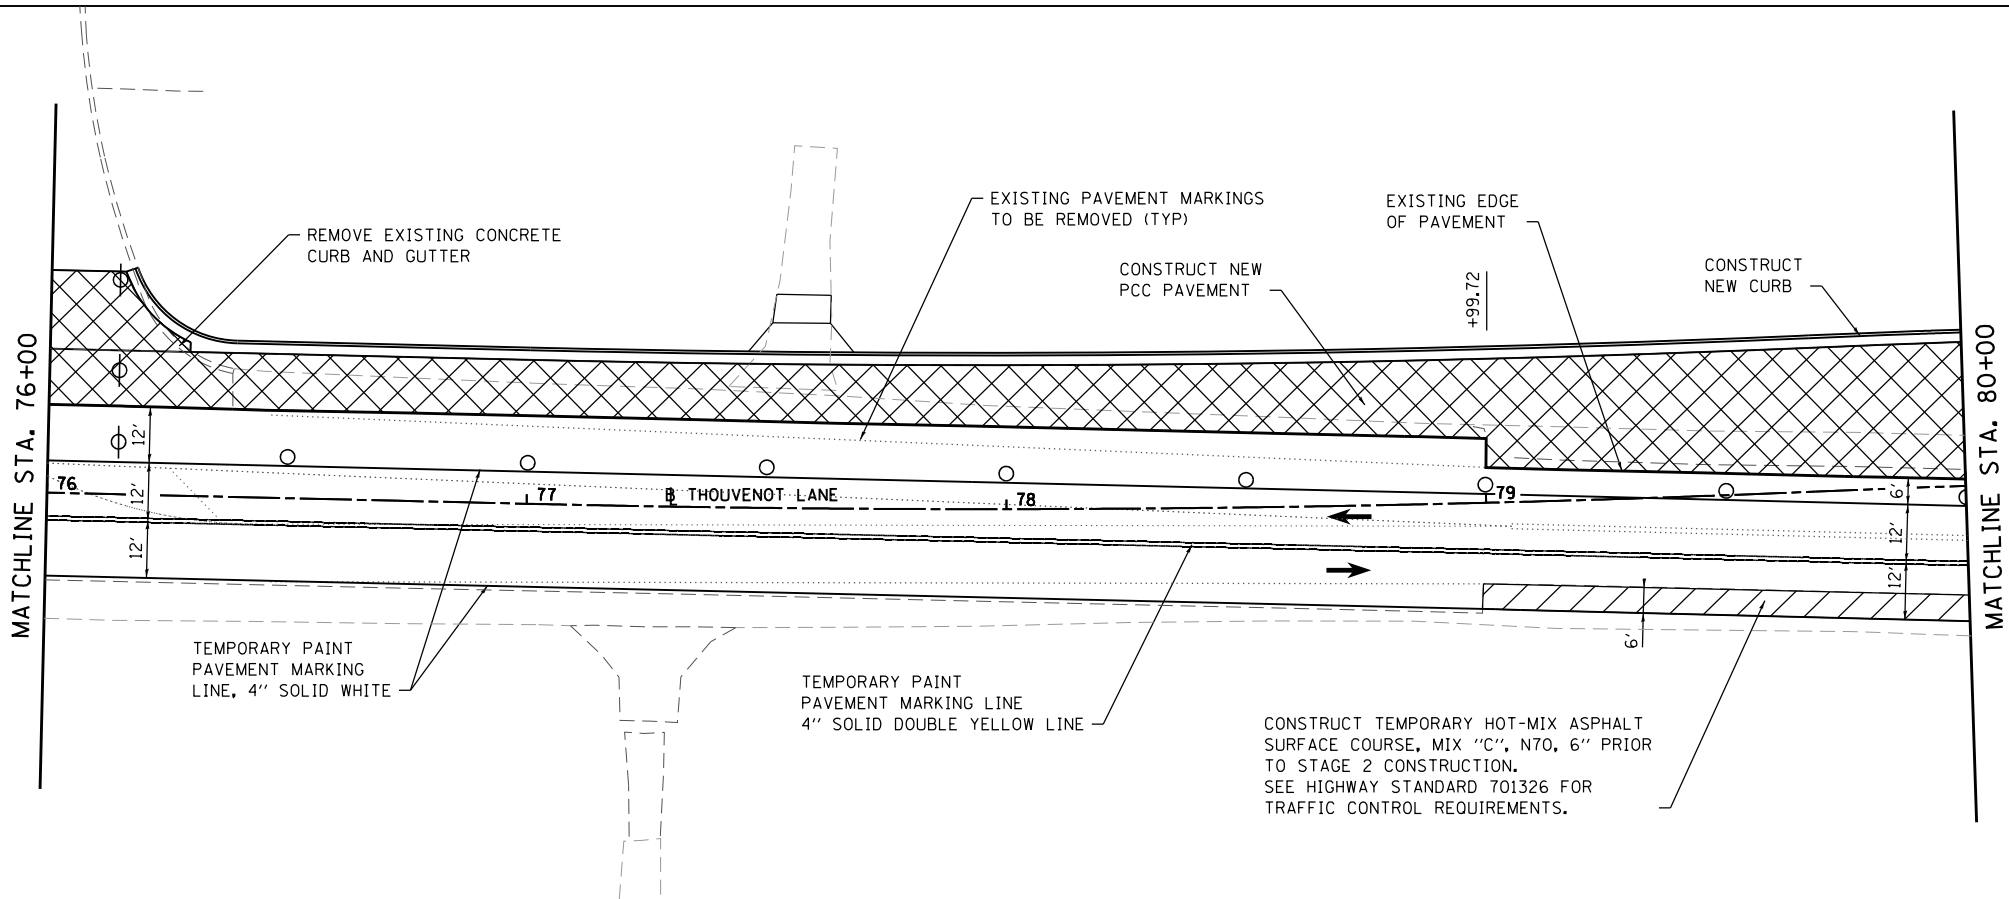 EXISTING PAVEMENT MARKINGS
TO BE REMOVED (TYP)
EXISTING EDGE
OF PAVEMENT
REMOVE EXISTING CONCRETE
CURB AND GUTTER
CONSTRUCT NEW
PCC PAVEMENT
+99.72
CONSTRUCT
NEW CURB
MATCHLINE STA. 76+00
MATCHLINE STA. 80+00
12'
12'
12'
76
77
B THOUVENOT LANE
78
79
6'
12'
12'
6'
TEMPORARY PAINT
PAVEMENT MARKING
LINE, 4" SOLID WHITE
TEMPORARY PAINT
PAVEMENT MARKING LINE
4" SOLID DOUBLE YELLOW LINE
CONSTRUCT TEMPORARY HOT-MIX ASPHALT
SURFACE COURSE, MIX "C", N70, 6" PRIOR
TO STAGE 2 CONSTRUCTION.
SEE HIGHWAY STANDARD 701326 FOR
TRAFFIC CONTROL REQUIREMENTS.